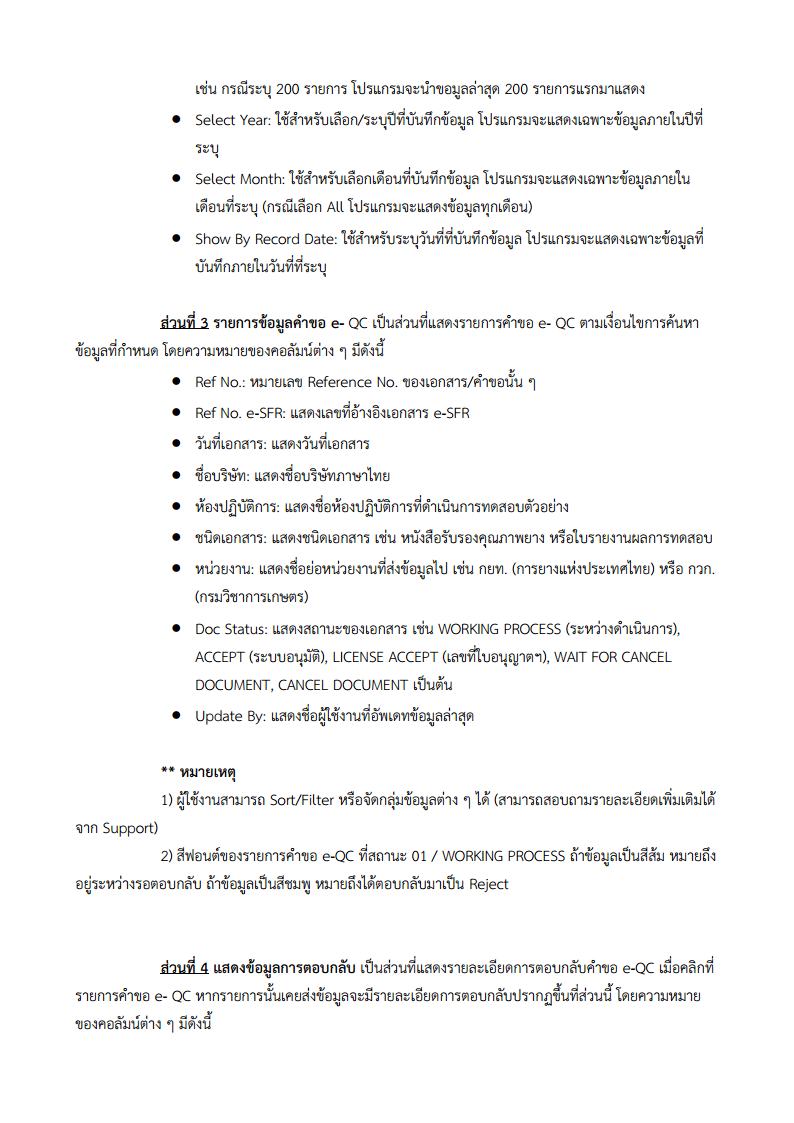 เช่น กรณีระบุ 200 รายการ โปรแกรมจะนำขอมูลล่าสุด 200 รายการแรกมาแสดง
● Select Year: ใช้สำหรับเลือก/ระบุปีที่บันทึกข้อมูล โปรแกรมจะแสดงเฉพาะข้อมูลภายในปีที่
ระบุ
● Select Month: ใช้สำหรับเลือกเดือนที่บันทึกข้อมูล โปรแกรมจะแสดงเฉพาะข้อมูลภายใน
เดือนที่ระบุ (กรณีเลือก All โปรแกรมจะแสดงข้อมูลทุกเดือน)
● Show By Record Date: ใช้สำหรับระบุวันที่ที่บันทึกข้อมูล โปรแกรมจะแสดงเฉพาะข้อมูลที่
บันทึกภายในวันที่ที่ระบุ
ส่วนที่ 3 รายการข้อมูลคำขอ e- QC เป็นส่วนที่แสดงรายการคำขอ e- QC ตามเงื่อนไขการค้นหา
ข้อมูลที่กำหนด โดยความหมายของคอลัมน์ต่าง ๆ มีดังนี้
● Ref No.: หมายเลข Reference No. ของเอกสาร/คำขอนั้น ๆ
● Ref No. e-SFR: แสดงเลขที่อ้างอิงเอกสาร e-SFR
● วันที่เอกสาร: แสดงวันที่เอกสาร
● ชื่อบริษัท: แสดงชื่อบริษัทภาษาไทย
● ห้องปฏิบัติการ: แสดงชื่อห้องปฏิบัติการที่ดำเนินการทดสอบตัวอย่าง
● ชนิดเอกสาร: แสดงชนิดเอกสาร เช่น หนังสือรับรองคุณภาพยาง หรือใบรายงานผลการทดสอบ
● หน่วยงาน: แสดงชื่อย่อหน่วยงานที่ส่งข้อมูลไป เช่น กยท. (การยางแห่งประเทศไทย) หรือ กวก.
(กรมวิชาการเกษตร)
● Doc Status: แสดงสถานะของเอกสาร เช่น WORKING PROCESS (ระหว่างดำเนินการ),
ACCEPT (ระบบอนุมัติ), LICENSE ACCEPT (เลขที่ใบอนุญาตฯ), WAIT FOR CANCEL
DOCUMENT, CANCEL DOCUMENT เป็นต้น
● Update By: แสดงชื่อผู้ใช้งานที่อัพเดทข้อมูลล่าสุด
** หมายเหตุ
1) ผู้ใช้งานสามารถ Sort/Filter หรือจัดกลุ่มข้อมูลต่าง ๆ ได้ (สามารถสอบถามรายละเอียดเพิ่มเติมได้
จาก Support)
2) สีฟอนต์ของรายการคำขอ e-QC ที่สถานะ 01 / WORKING PROCESS ถ้าข้อมูลเป็นสีส้ม หมายถึง
อยู่ระหว่างรอตอบกลับ ถ้าข้อมูลเป็นสีชมพู หมายถึงได้ตอบกลับมาเป็น Reject
ส่วนที่ 4 แสดงข้อมูลการตอบกลับ เป็นส่วนที่แสดงรายละเอียดการตอบกลับคำขอ e-QC เมื่อคลิกที่
รายการคำขอ e- QC หากรายการนั้นเคยส่งข้อมูลจะมีรายละเอียดการตอบกลับปรากฏขึ้นที่ส่วนนี้ โดยความหมาย
ของคอลัมน์ต่าง ๆ มีดังนี้